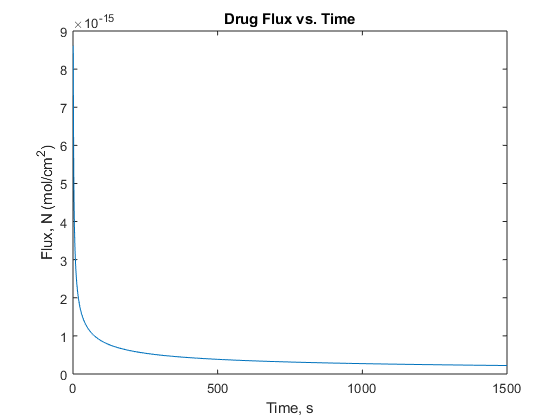 Drug Flux vs. Time
×10^-15
9
8
7
6
5
4
3
2
1
0
Flux, N (mol/cm^2)
0 500 1000 1500
Time, s